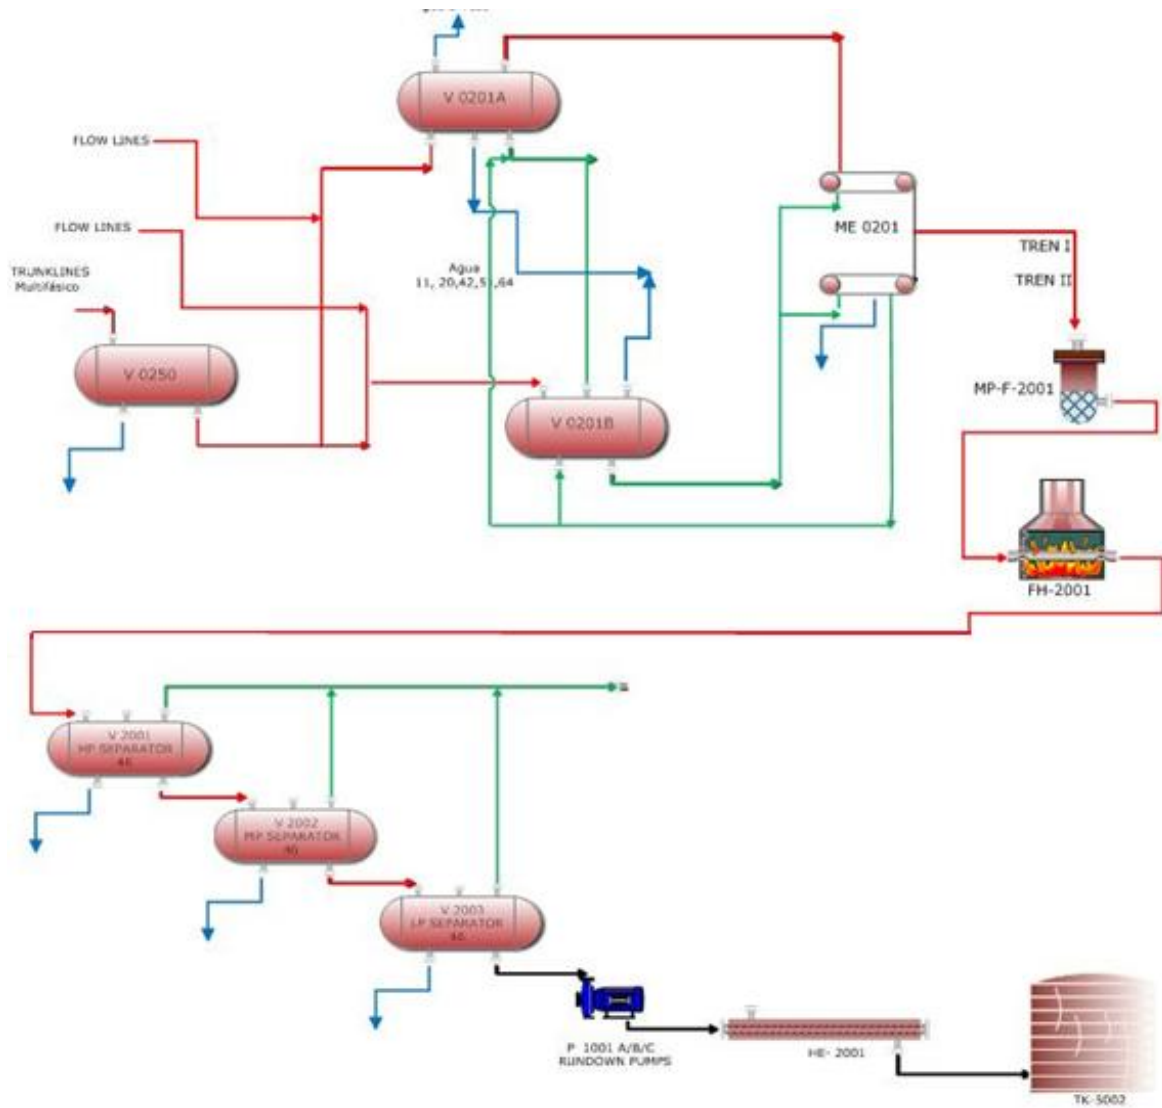 V 0201A
FLOW LINES
FLOW LINES
ME 0201
TREN I
TREN II
TRUNKLINES
Multifásico
Agua
V 0250
V 0201B
MP-F-2001
FH-2001
V 2001
HP SEPARATOR
V 2002
MP SEPARATOR
V 2003
LP SEPARATOR
P 1001 A/B/C
RUNDOWN PUMPS
HE- 2001
TK-5002